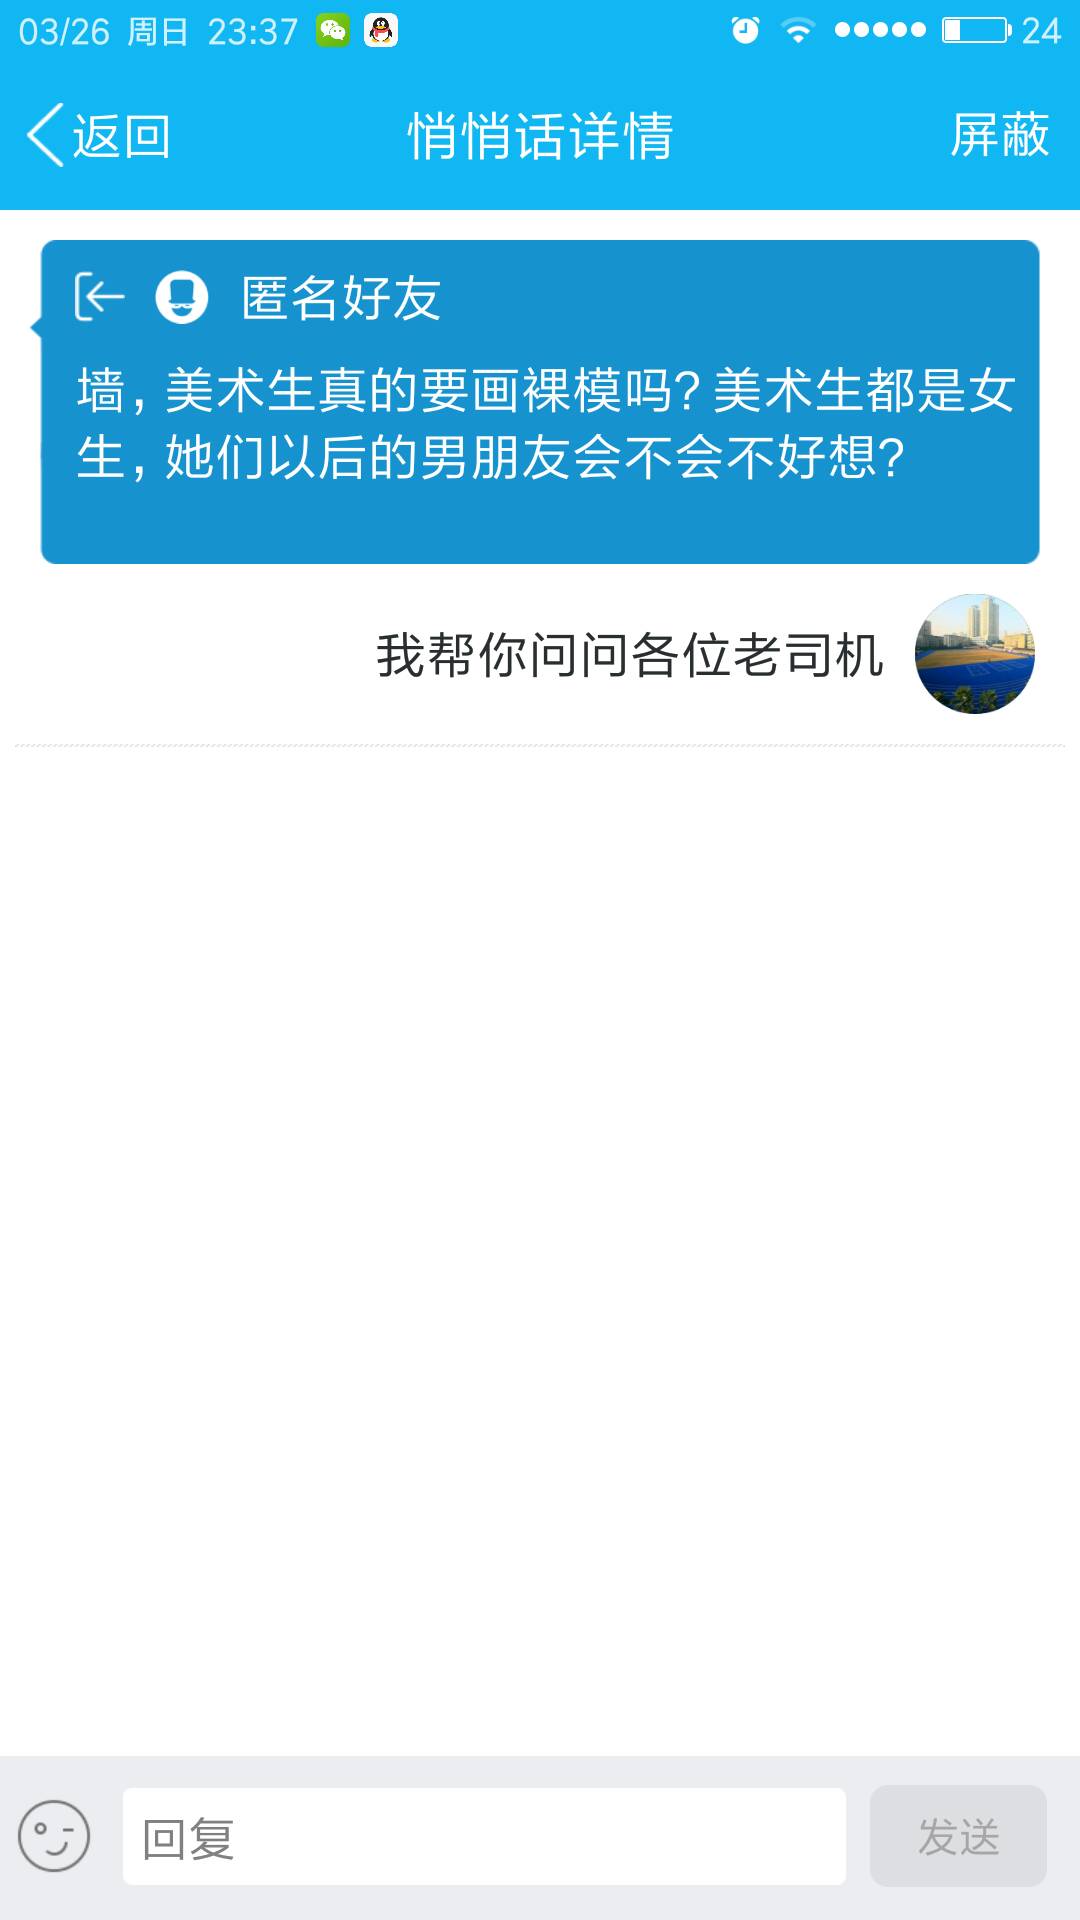 03/26 周日 23:37 24
返回 悄悄话详情 屏蔽
匿名好友
墙,美术生真的要画裸模吗?美术生都是女
生,她们以后的男朋友会不会不好想?
我帮你问问各位老司机
回复 发送